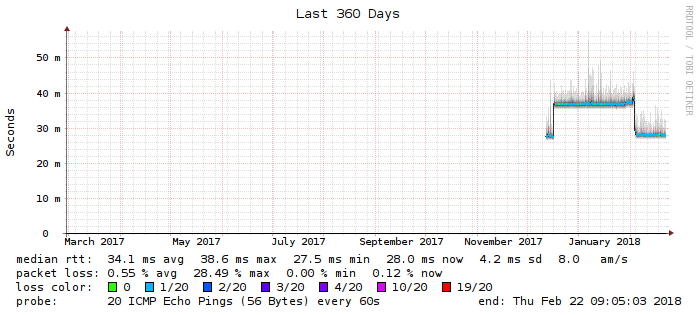 Last 360 Days
RRDTOOL / TOBI OETIKER
Seconds
50 m
40 m
30 m
20 m
10 m
0
March 2017 May 2017 July 2017 September 2017 November 2017 January 2018
median rtt: 34.1 ms avg 38.6 ms max 27.5 ms min 28.0 ms now 4.2 ms sd 8.0 am/s
packet loss: 0.55 % avg 28.49 % max 0.00 % min 0.12 % now
loss color: 0 1/20 2/20 3/20 4/20 10/20 19/20
probe: 20 ICMP Echo Pings (56 Bytes) every 60s end: Thu Feb 22 09:05:03 2018